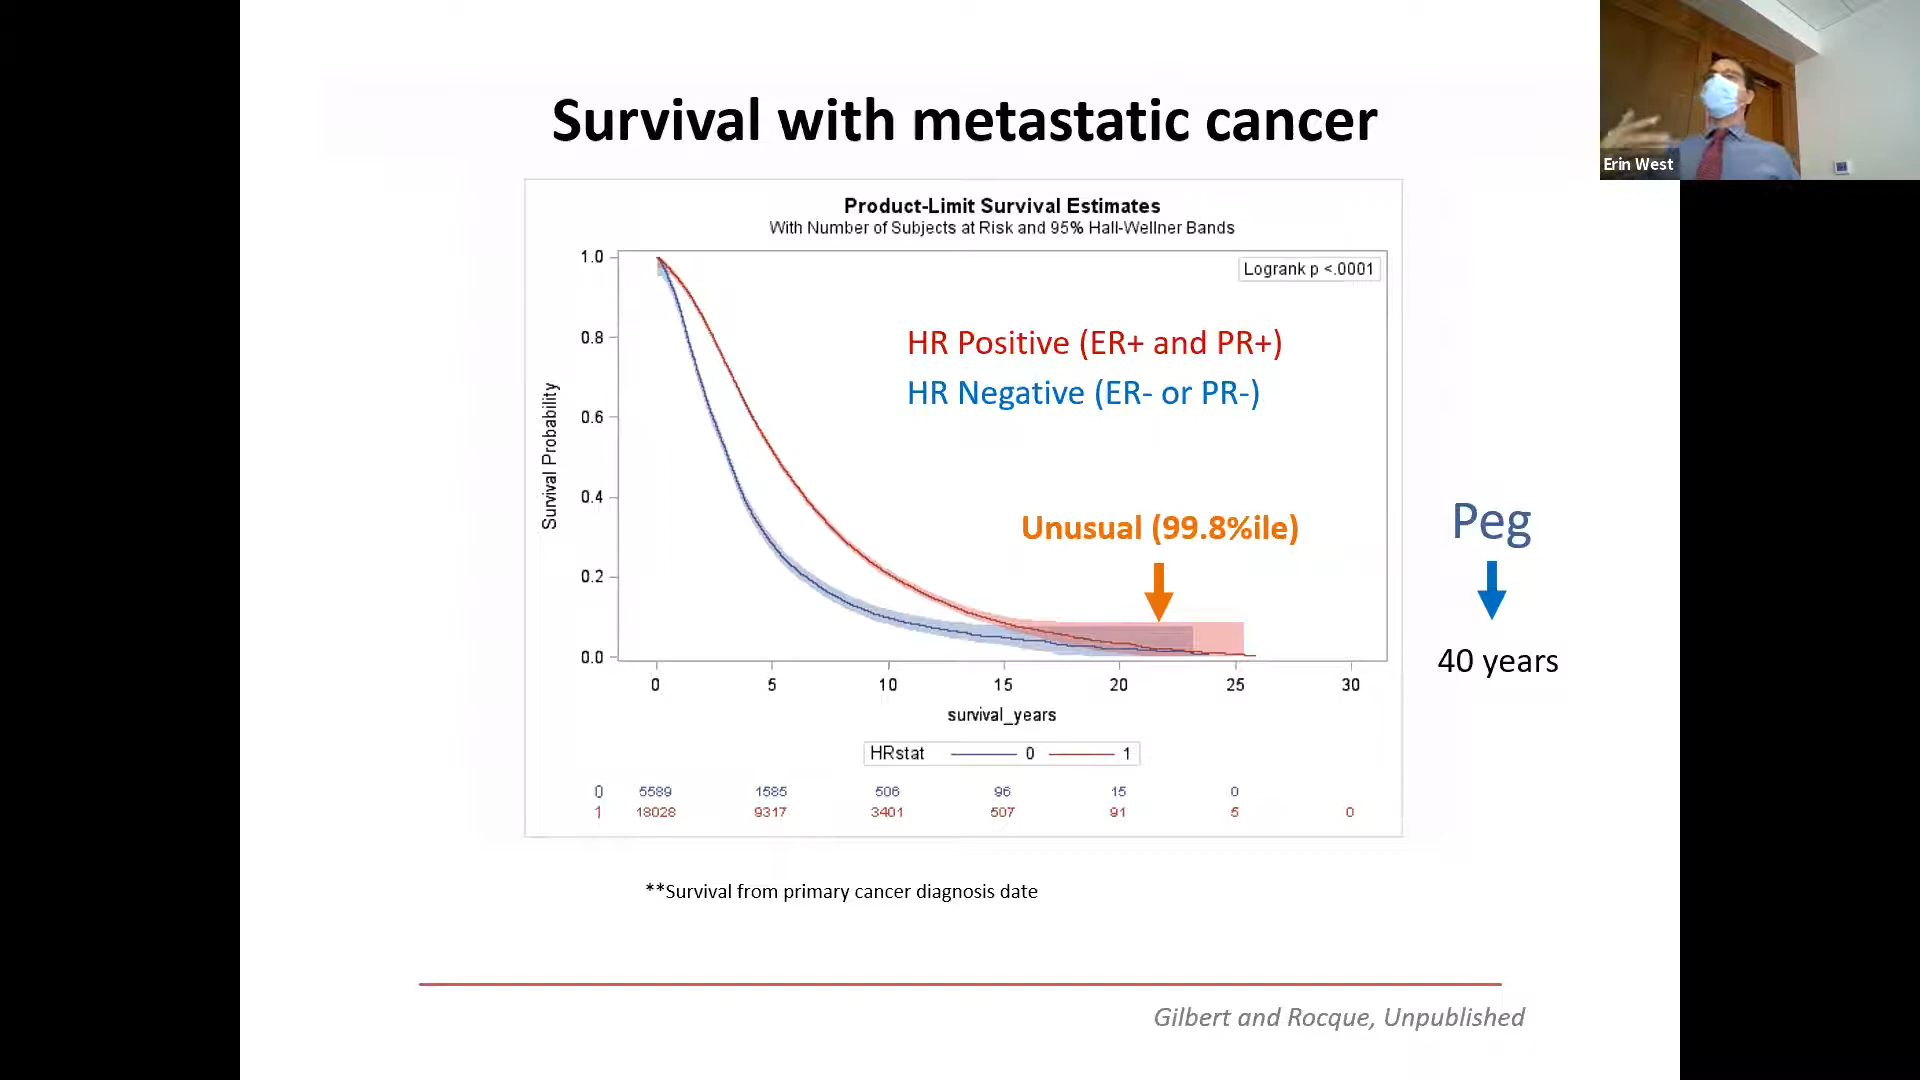 Survival with metastatic cancer
Erin West
Product-Limit Survival Estimates
With Number of Subjects at Risk and 95% Hall-Wellner Bands
Logrank p <.0001
HR Positive (ER+ and PR+)
HR Negative (ER- or PR-)
Unusual (99.8%ile)
Peg
40 years
Survival Probability
1.0
0.8
0.6
0.4
0.2
0.0
0 5 10 15 20 25 30
survival_years
HRstat 0 1
0 5589 1585 506 96 15 0
1 18028 9317 3401 507 91 5 0
**Survival from primary cancer diagnosis date
Gilbert and Rocque, Unpublished